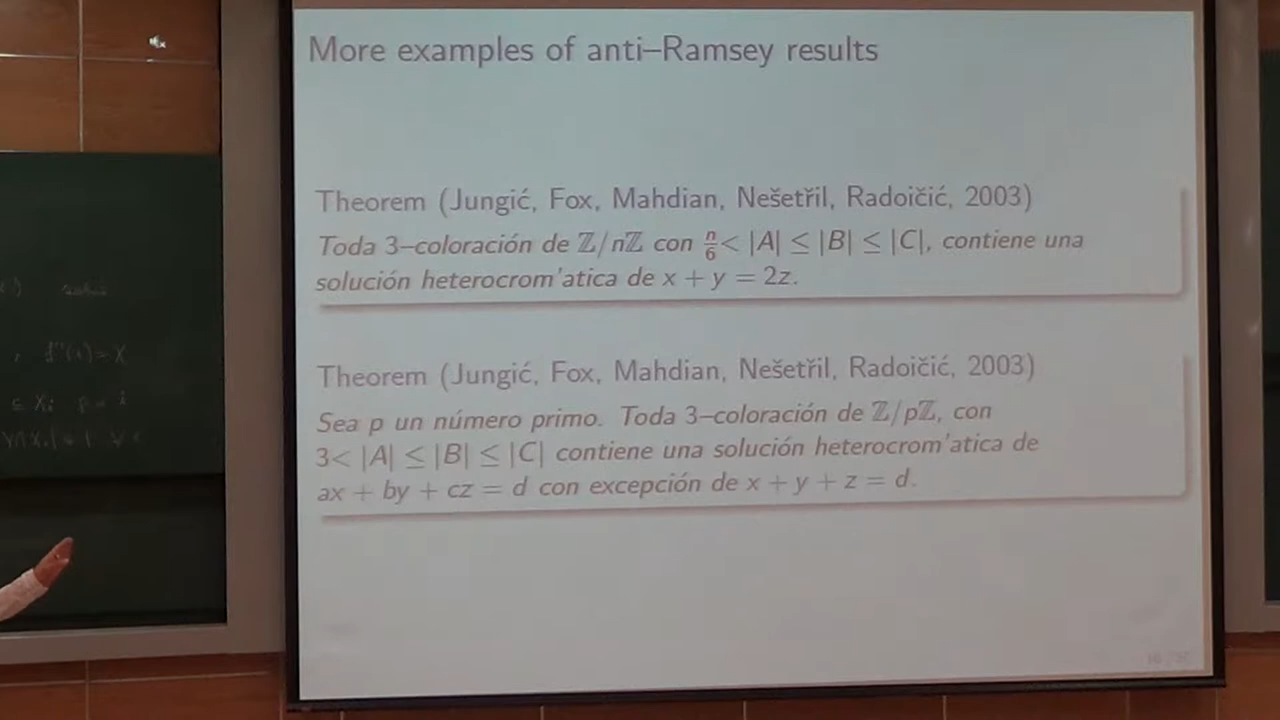 More examples of anti–Ramsey results
Theorem (Jungić, Fox, Mahdian, Nešetřil, Radoičić, 2003)
Toda 3–coloración de ℤ/nℤ con n/6 < |A| ≤ |B| ≤ |C|, contiene una
solución heterocrom'atica de x + y = 2z.
Theorem (Jungić, Fox, Mahdian, Nešetřil, Radoičić, 2003)
Sea p un número primo. Toda 3–coloración de ℤ/pℤ, con
3< |A| ≤ |B| ≤ |C| contiene una solución heterocrom'atica de
ax + by + cz = d con excepción de x + y + z = d.